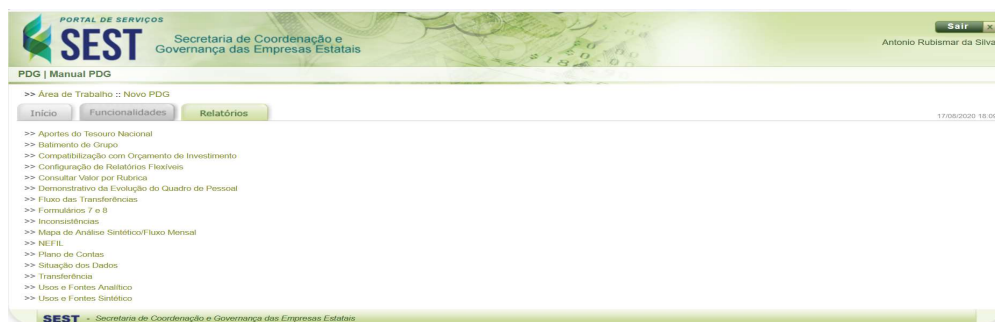 PORTAL DE SERVIÇOS
SEST
Secretaria de Coordenação e
Governança das Empresas Estatais
Sair x
Antonio Rubismar da Silva
PDG | Manual PDG
>> Área de Trabalho :: Novo PDG
Início Funcionalidades Relatórios
17/08/2020 18:08
>> Aportes do Tesouro Nacional
>> Batimento de Grupo
>> Compatibilização com Orçamento de Investimento
>> Configuração de Relatórios Flexíveis
>> Consultar Valor por Rubrica
>> Demonstrativo da Evolução do Quadro de Pessoal
>> Fluxo das Transferências
>> Formulários 7 e 8
>> Inconsistências
>> Mapa de Análise Sintético/Fluxo Mensal
>> NEFIL
>> Plano de Contas
>> Situação dos Dados
>> Transferência
>> Usos e Fontes Analítico
>> Usos e Fontes Sintético
SEST - Secretaria de Coordenação e Governança das Empresas Estatais